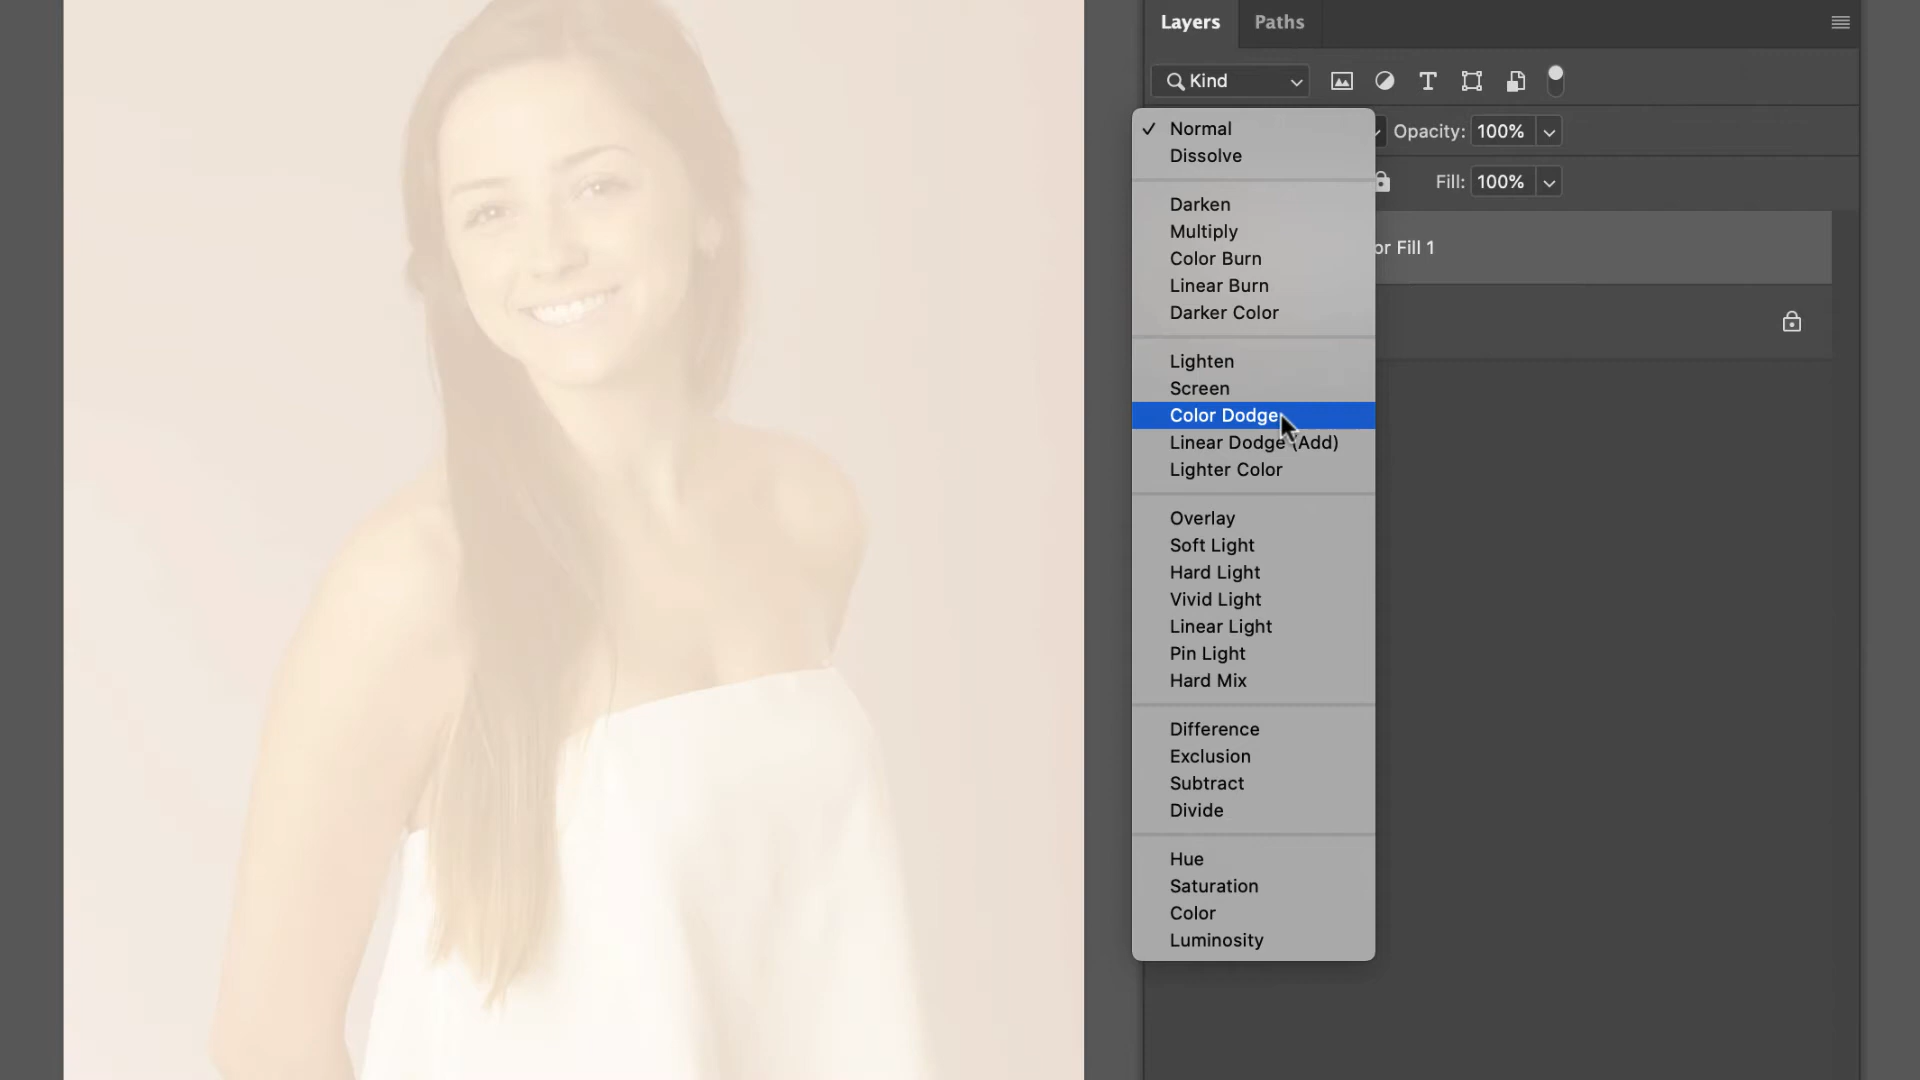 Layers Paths
Kind
Opacity: 100%
Fill: 100%
or Fill 1
Normal
Dissolve
Darken
Multiply
Color Burn
Linear Burn
Darker Color
Lighten
Screen
Color Dodge
Linear Dodge (Add)
Lighter Color
Overlay
Soft Light
Hard Light
Vivid Light
Linear Light
Pin Light
Hard Mix
Difference
Exclusion
Subtract
Divide
Hue
Saturation
Color
Luminosity